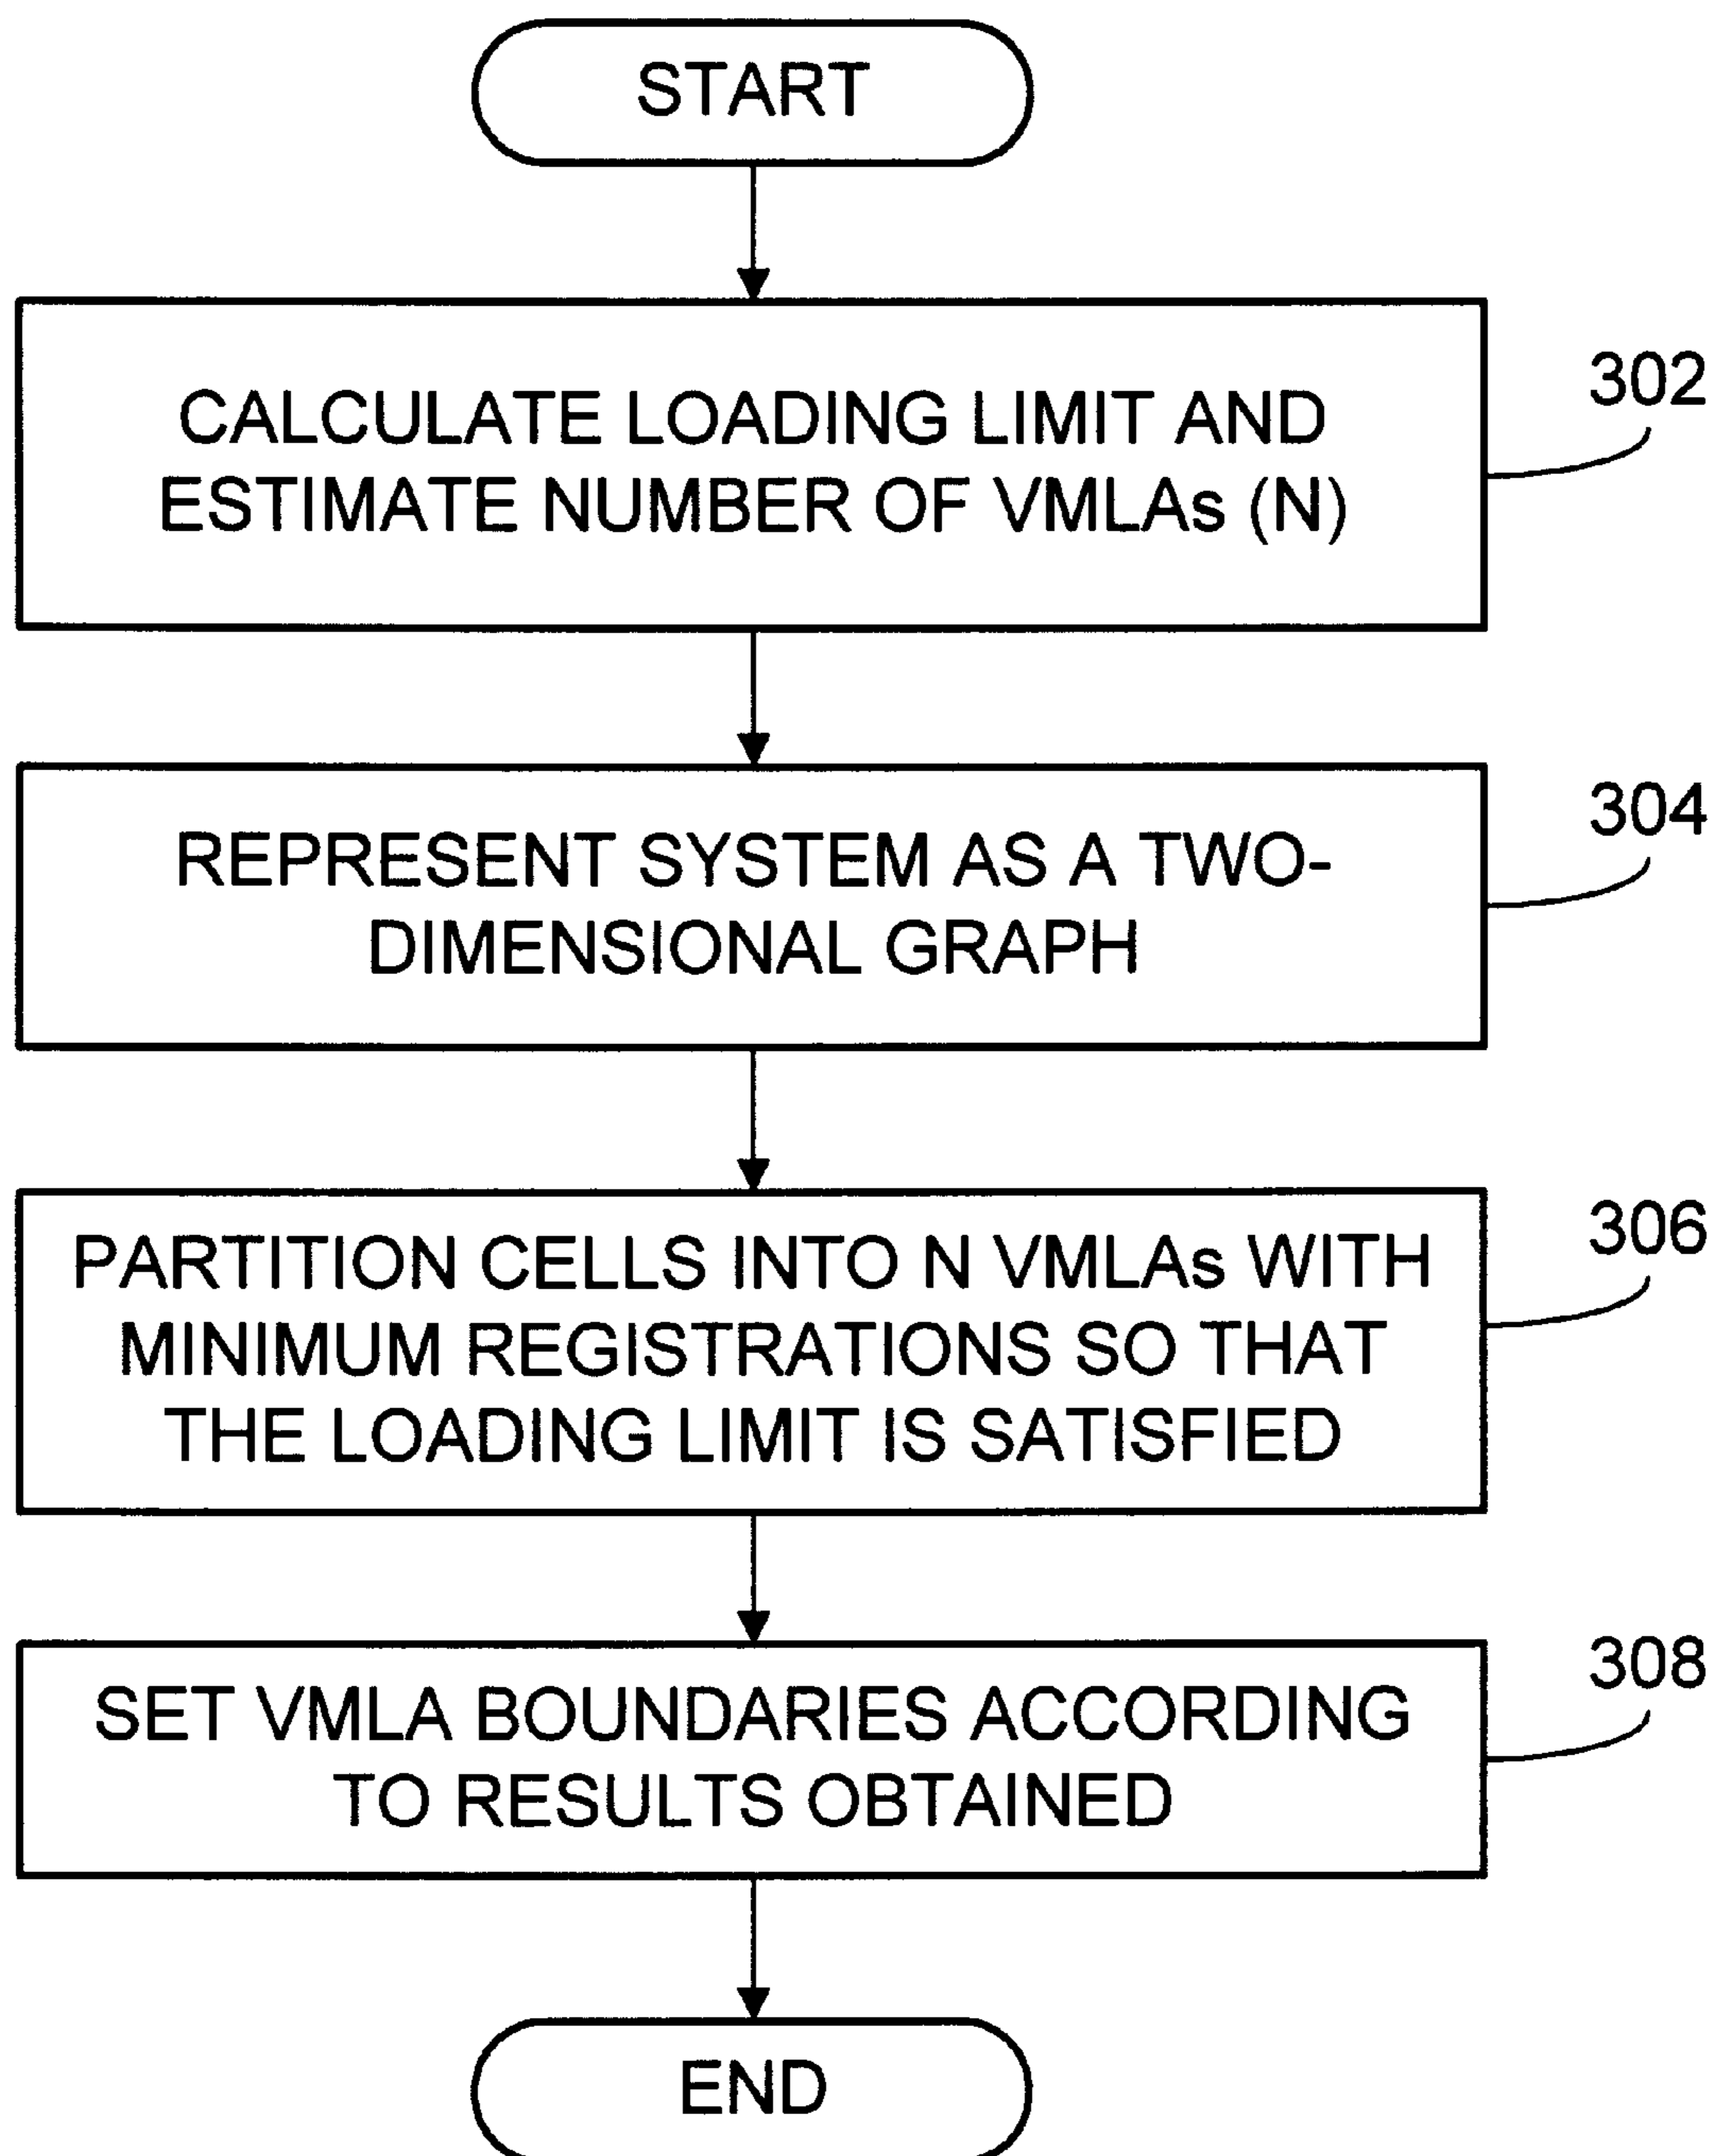 START
CALCULATE LOADING LIMIT AND
ESTIMATE NUMBER OF VMLAs (N)
302
REPRESENT SYSTEM AS A TWO-
DIMENSIONAL GRAPH
304
PARTITION CELLS INTO N VMLAs WITH
MINIMUM REGISTRATIONS SO THAT
THE LOADING LIMIT IS SATISFIED
306
SET VMLA BOUNDARIES ACCORDING
TO RESULTS OBTAINED
308
END